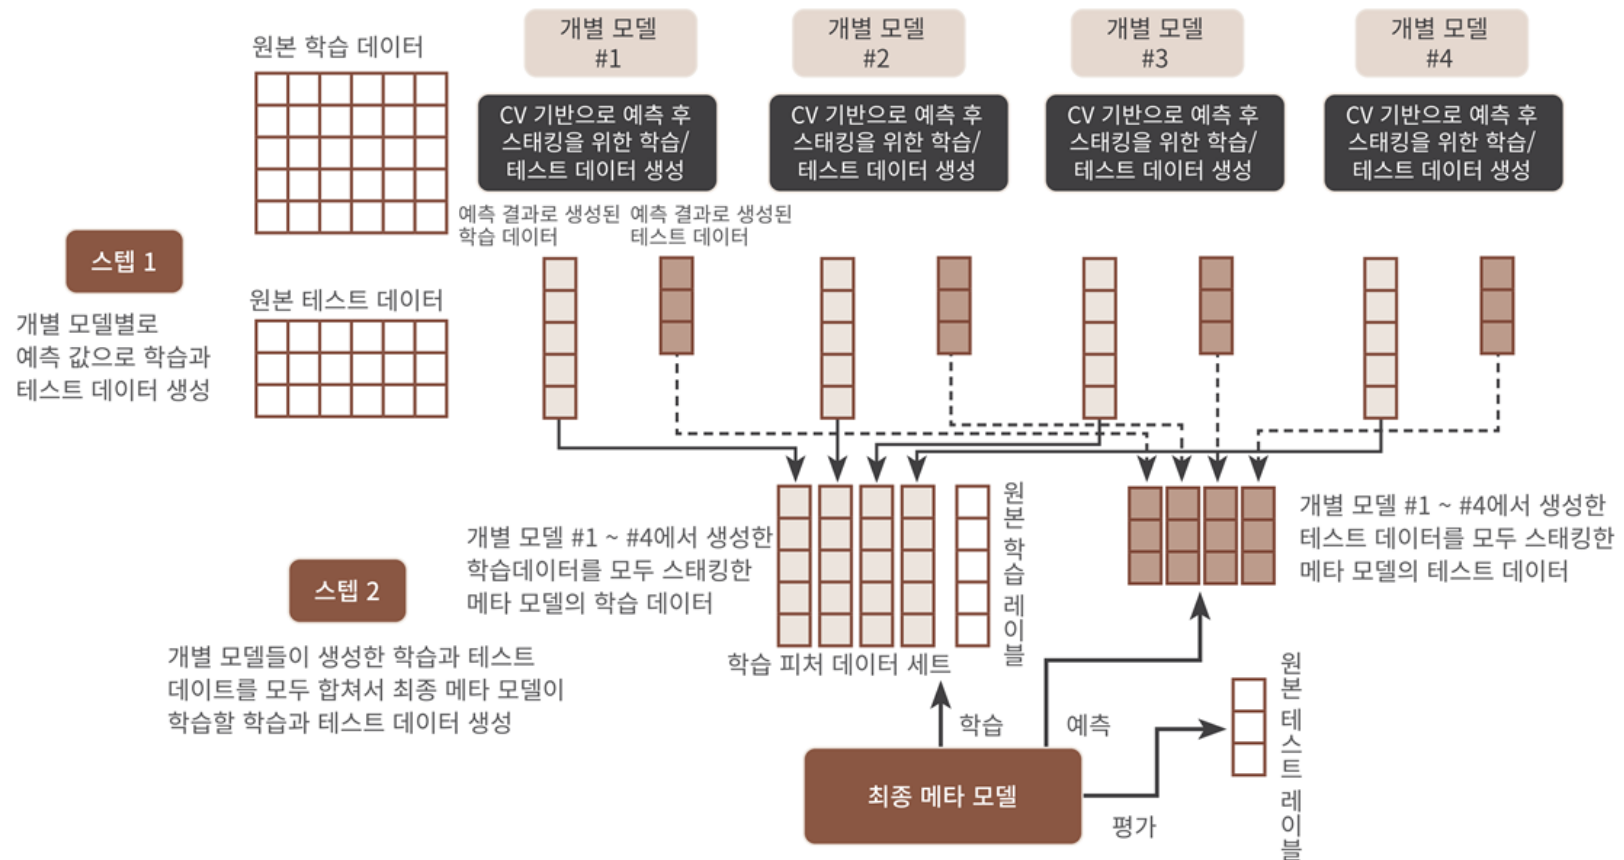 원본 학습 데이터
개별 모델
#1
개별 모델
#2
개별 모델
#3
개별 모델
#4
CV 기반으로 예측 후
스태킹을 위한 학습/
테스트 데이터 생성
CV 기반으로 예측 후
스태킹을 위한 학습/
테스트 데이터 생성
CV 기반으로 예측 후
스태킹을 위한 학습/
테스트 데이터 생성
CV 기반으로 예측 후
스태킹을 위한 학습/
테스트 데이터 생성
예측 결과로 생성된
학습 데이터
예측 결과로 생성된
테스트 데이터
스텝 1
개별 모델별로
예측 값으로 학습과
테스트 데이터 생성
원본 테스트 데이터
개별 모델 #1 ~ #4에서 생성한
학습데이터를 모두 스태킹한
메타 모델의 학습 데이터
원본 학습 레이블
개별 모델 #1 ~ #4에서 생성한
테스트 데이터를 모두 스태킹한
메타 모델의 테스트 데이터
스텝 2
개별 모델들이 생성한 학습과 테스트
데이트를 모두 합쳐서 최종 메타 모델이
학습할 학습과 테스트 데이터 생성
학습 피처 데이터 세트
학습
예측
원본 테스트 레이블
최종 메타 모델
평가